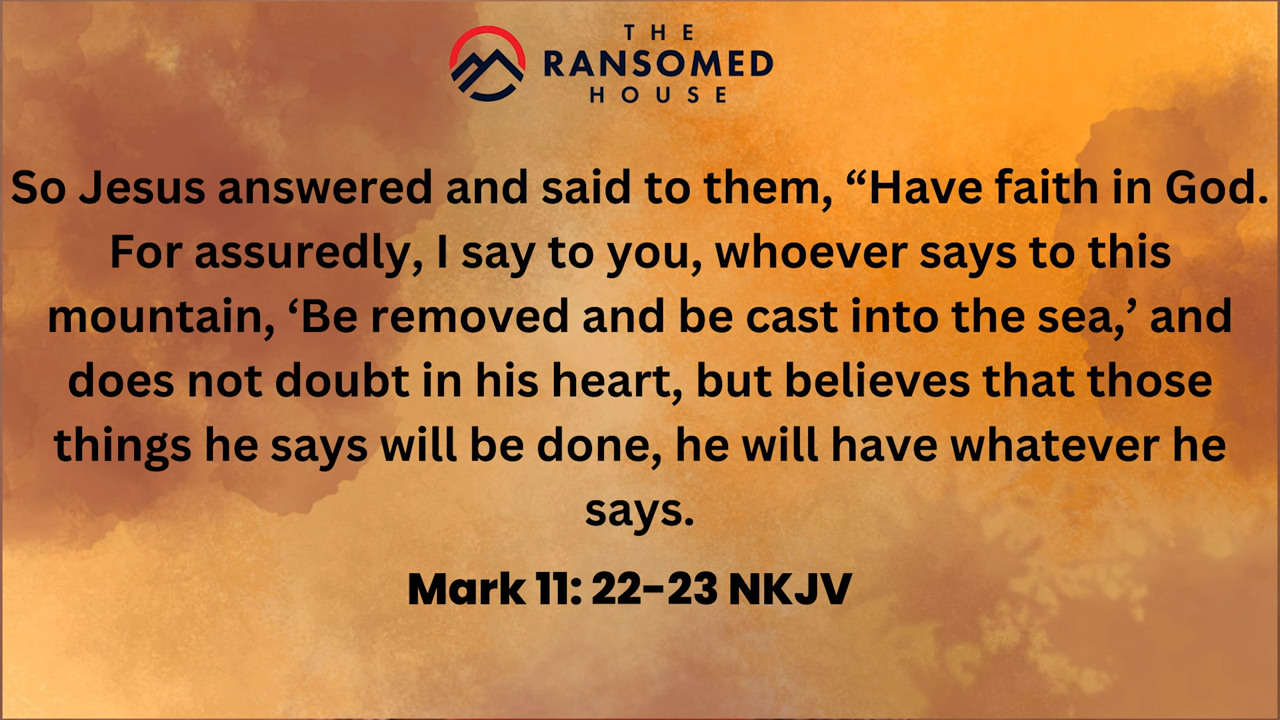 THE
RANSOMED
HOUSE
So Jesus answered and said to them, “Have faith in God.
For assuredly, I say to you, whoever says to this
mountain, ‘Be removed and be cast into the sea,’ and
does not doubt in his heart, but believes that those
things he says will be done, he will have whatever he
says.
Mark 11: 22-23 NKJV